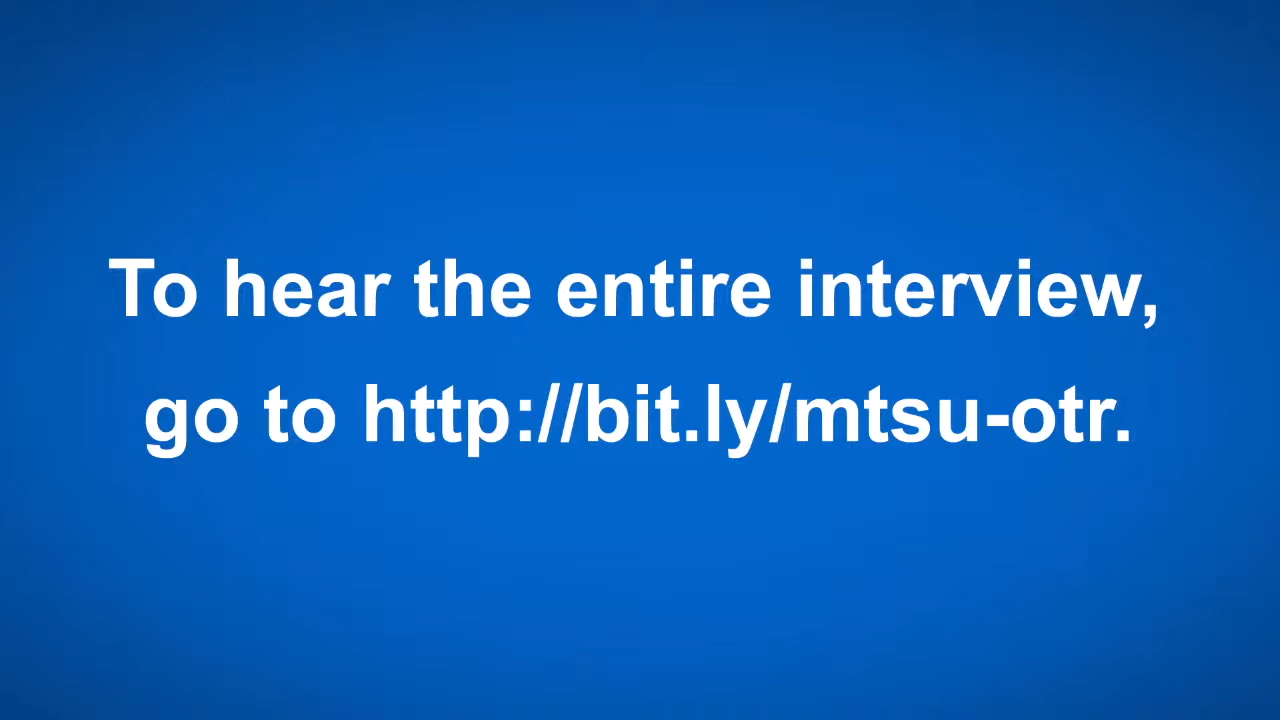 To hear the entire interview,
go to http://bit.ly/mtsu-otr.